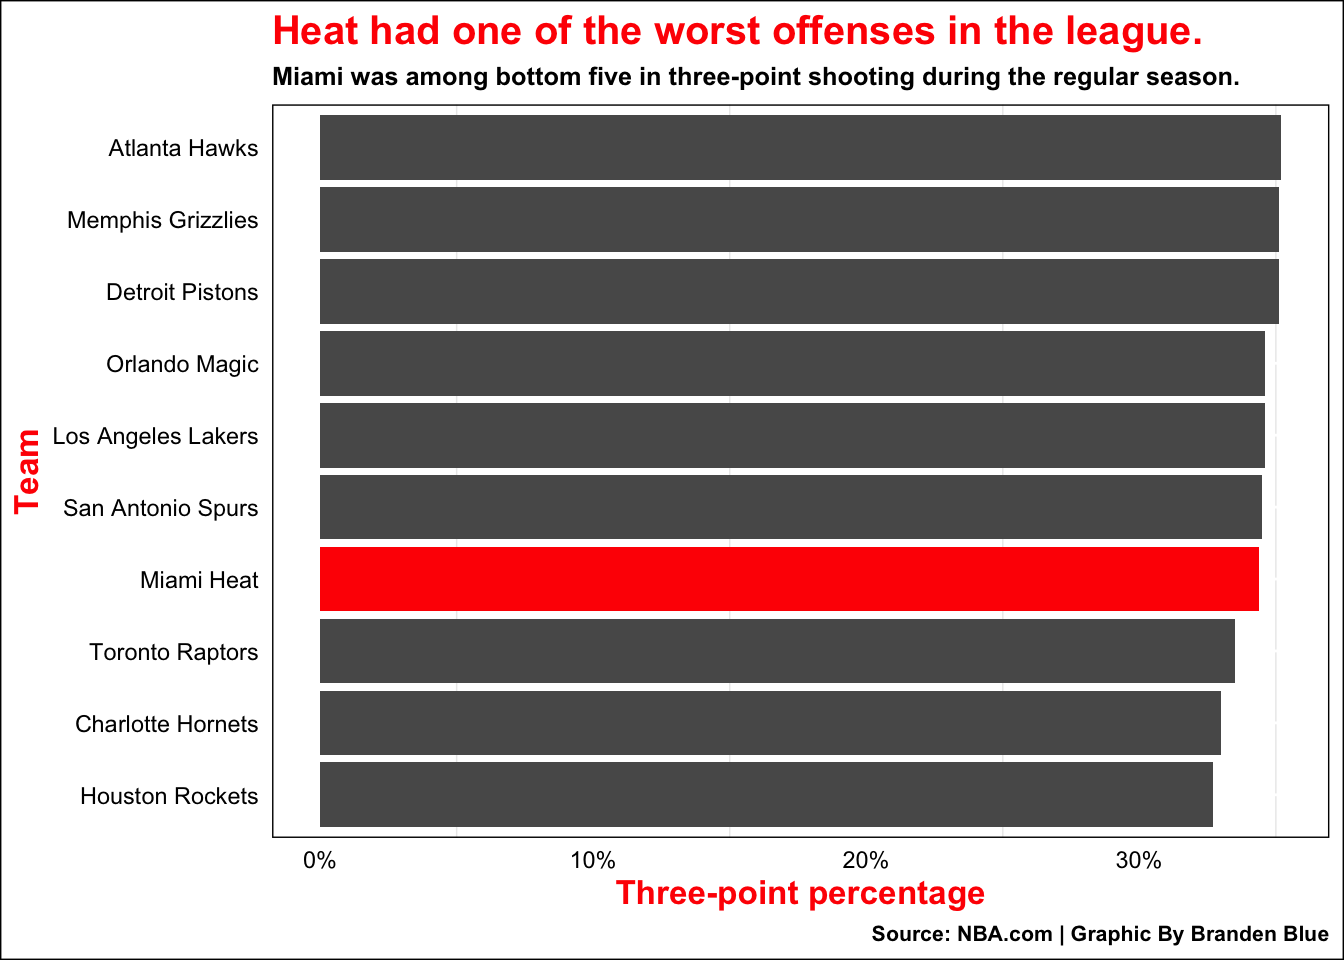 Heat had one of the worst offenses in the league.
Miami was among bottom five in three-point shooting during the regular season.
Team
Atlanta Hawks
Memphis Grizzlies
Detroit Pistons
Orlando Magic
Los Angeles Lakers
San Antonio Spurs
Miami Heat
Toronto Raptors
Charlotte Hornets
Houston Rockets
0% 10% 20% 30%
Three-point percentage
Source: NBA.com | Graphic By Branden Blue